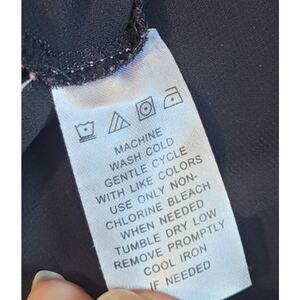 MACHINE
WASH COLD
GENTLE CYCLE
WITH LIKE COLORS
USE ONLY NON-
CHLORINE BLEACH
WHEN NEEDED
TUMBLE DRY LOW
REMOVE PROMPTLY
COOL IRON
IF NEEDED